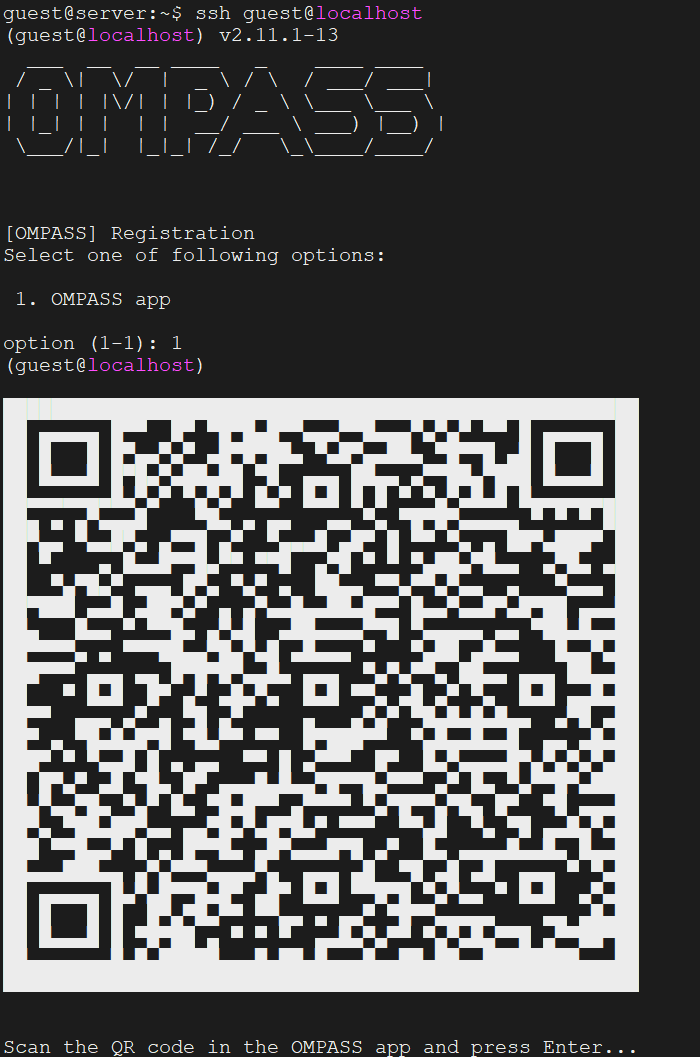 guest@server:~$ ssh guest@localhost
(guest@localhost) v2.11.1-13
OMPASS
[OMPASS] Registration
Select one of following options:
1. OMPASS app
option (1-1): 1
(guest@localhost)
Scan the QR code in the OMPASS app and press Enter...